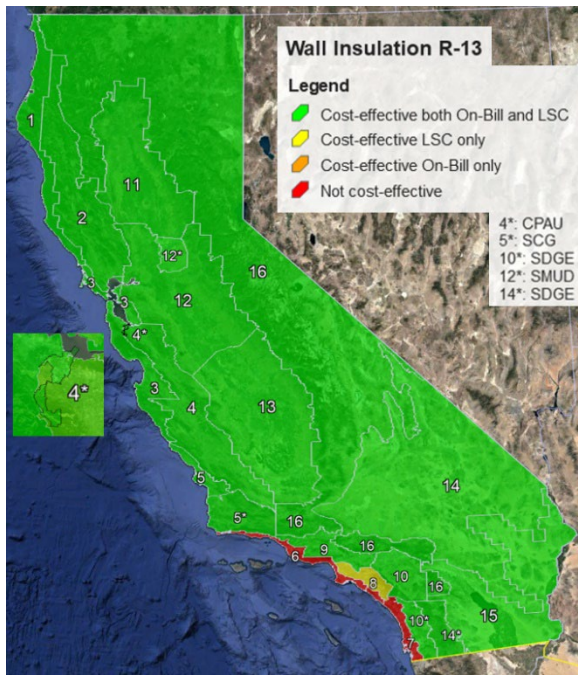 Wall Insulation R-13
Legend
Cost-effective both On-Bill and LSC
Cost-effective LSC only
Cost-effective On-Bill only
Not cost-effective
4*: CPAU
5*: SCG
10*: SDGE
12*: SMUD
14*: SDGE
1
11
2
12*
16
3
12
3
4*
4*
3
4
13
5
14
5*
16
6
9
16
8
10
16
10*
15
7
14*